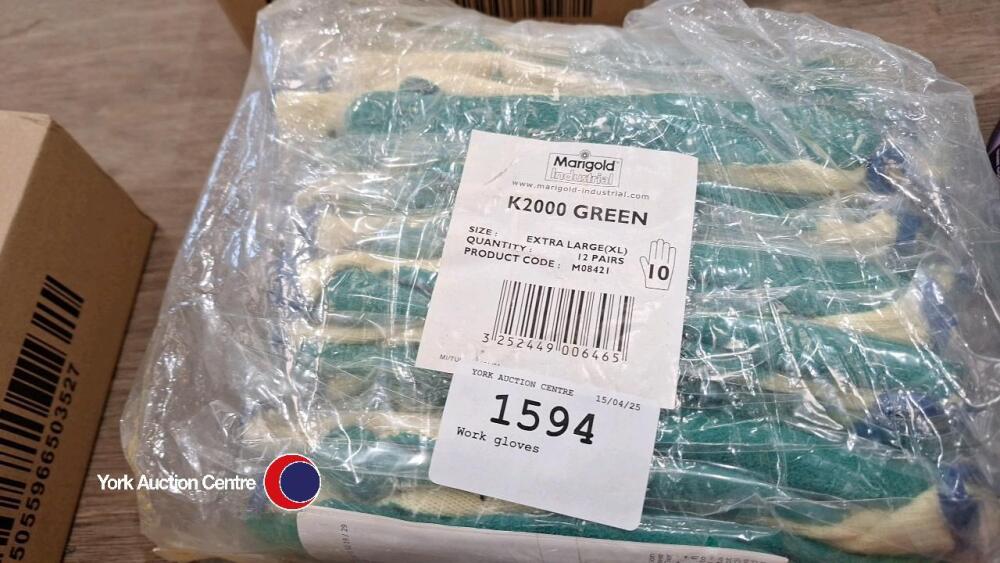 Marigold
Industrial
www.marigold-industrial.com
K2000 GREEN
SIZE : EXTRA LARGE(XL)
QUANTITY : 12 PAIRS
PRODUCT CODE : M08421
10
3 252449 006465
YORK AUCTION CENTRE 15/04/25
1594
Work gloves
York Auction Centre
5055966503527